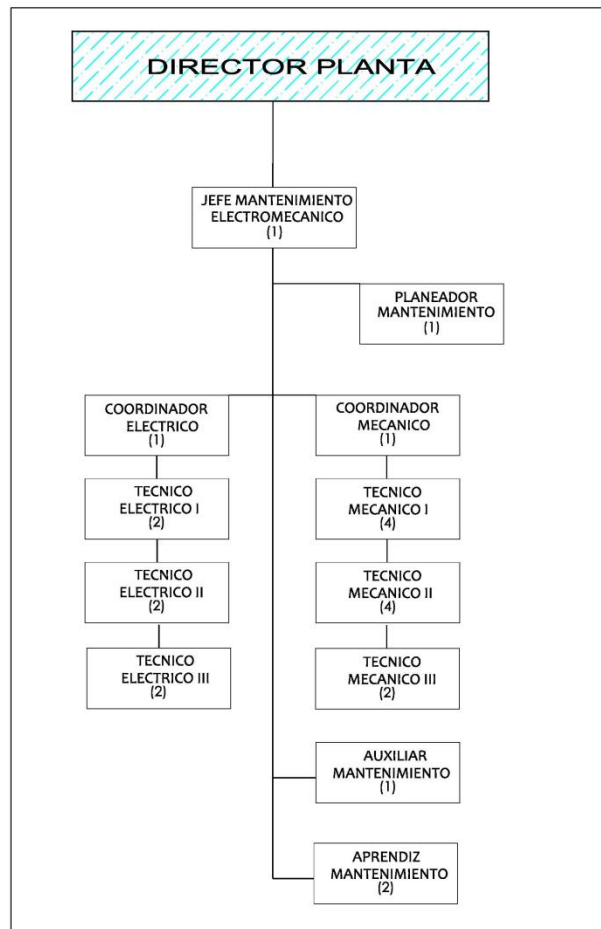 DIRECTOR PLANTA
JEFE MANTENIMIENTO
ELECTROMECANICO
(1)
PLANEADOR
MANTENIMIENTO
(1)
COORDINADOR
ELECTRICO
(1)
COORDINADOR
MECANICO
(1)
TECNICO
ELECTRICO I
(2)
TECNICO
MECANICO I
(4)
TECNICO
ELECTRICO II
(2)
TECNICO
MECANICO II
(4)
TECNICO
ELECTRICO III
(2)
TECNICO
MECANICO III
(2)
AUXILIAR
MANTENIMIENTO
(1)
APRENDIZ
MANTENIMIENTO
(2)